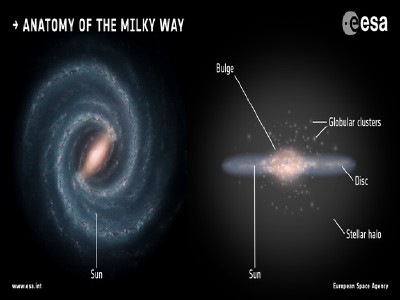 → ANATOMY OF THE MILKY WAY
esa
Bulge
Globular clusters
Disc
Stellar halo
Sun
Sun
www.esa.int
European Space Agency